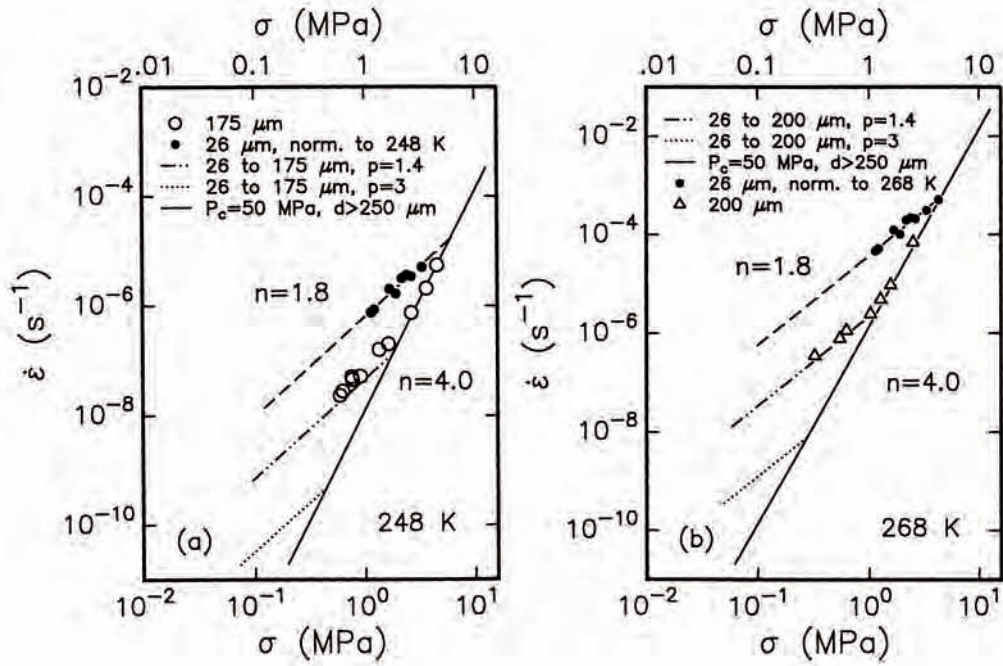 σ (MPa)
.01 0.1 1 10
10⁻²
10⁻⁴
10⁻⁶
10⁻⁸
10⁻¹⁰
ε̇ (s⁻¹)
175 μm
26 μm, norm. to 248 K
26 to 175 μm, p=1.4
26 to 175 μm, p=3
P_c=50 MPa, d>250 μm
n=1.8
n=4.0
(a)
248 K
10⁻² 10⁻¹ 10⁰ 10¹
σ (MPa)
σ (MPa)
.01 0.1 1 10
10⁻²
10⁻⁴
10⁻⁶
10⁻⁸
10⁻¹⁰
ε̇ (s⁻¹)
26 to 200 μm, p=1.4
26 to 200 μm, p=3
P_c=50 MPa, d>250 μm
26 μm, norm. to 268 K
200 μm
n=1.8
n=4.0
(b)
268 K
10⁻² 10⁻¹ 10⁰ 10¹
σ (MPa)